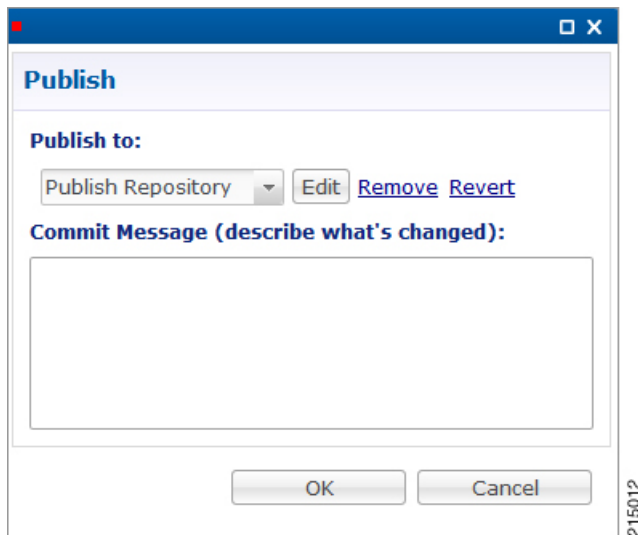 Publish
Publish to:
Publish Repository Edit Remove Revert
Commit Message (describe what's changed):
OK Cancel
215012